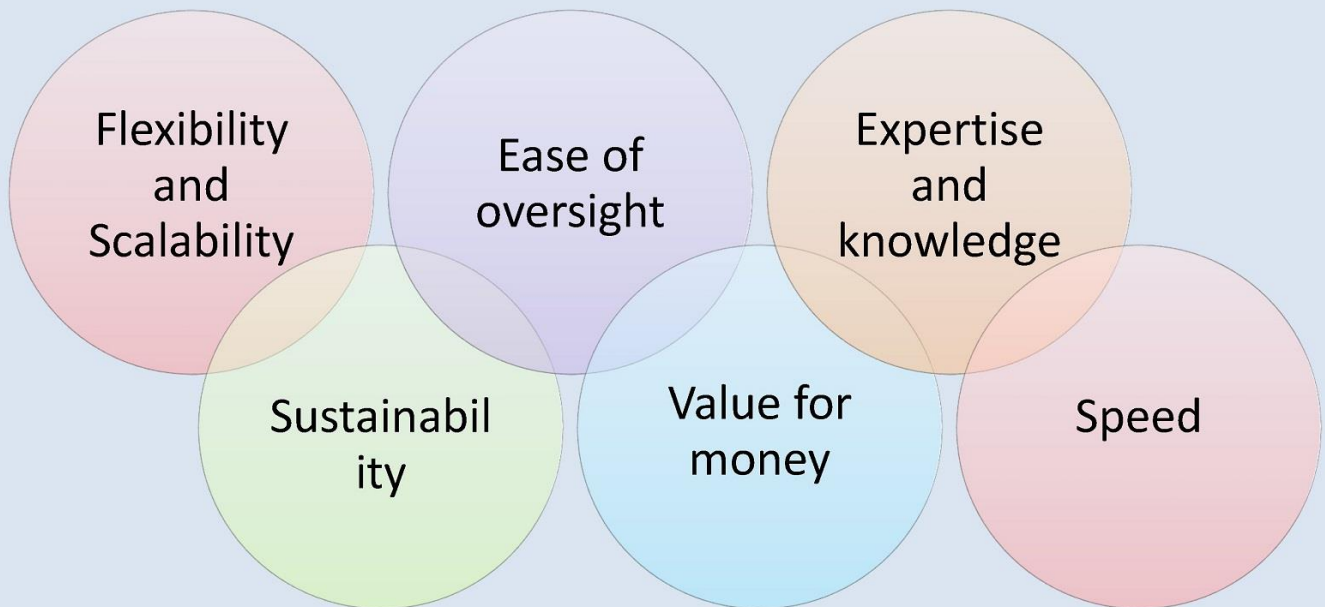 Flexibility
and
Scalability
Ease of
oversight
Expertise
and
knowledge
Sustainabil
ity
Value for
money
Speed